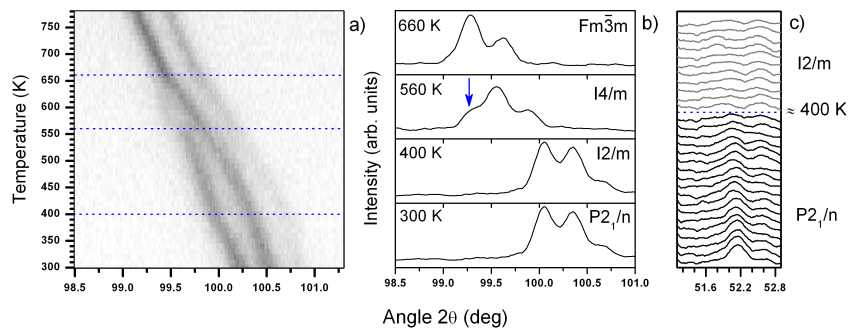 a)
Temperature (K)
750
700
650
600
550
500
450
400
350
300
98.5 99.0 99.5 100.0 100.5 101.0
b)
Intensity (arb. units)
660 K Fm3̅m
560 K I4/m
400 K I2/m
300 K P2₁/n
98.5 99.0 99.5 100.0 100.5 101.0
c)
I2/m
≈ 400 K
P2₁/n
51.6 52.2 52.8
Angle 2θ (deg)